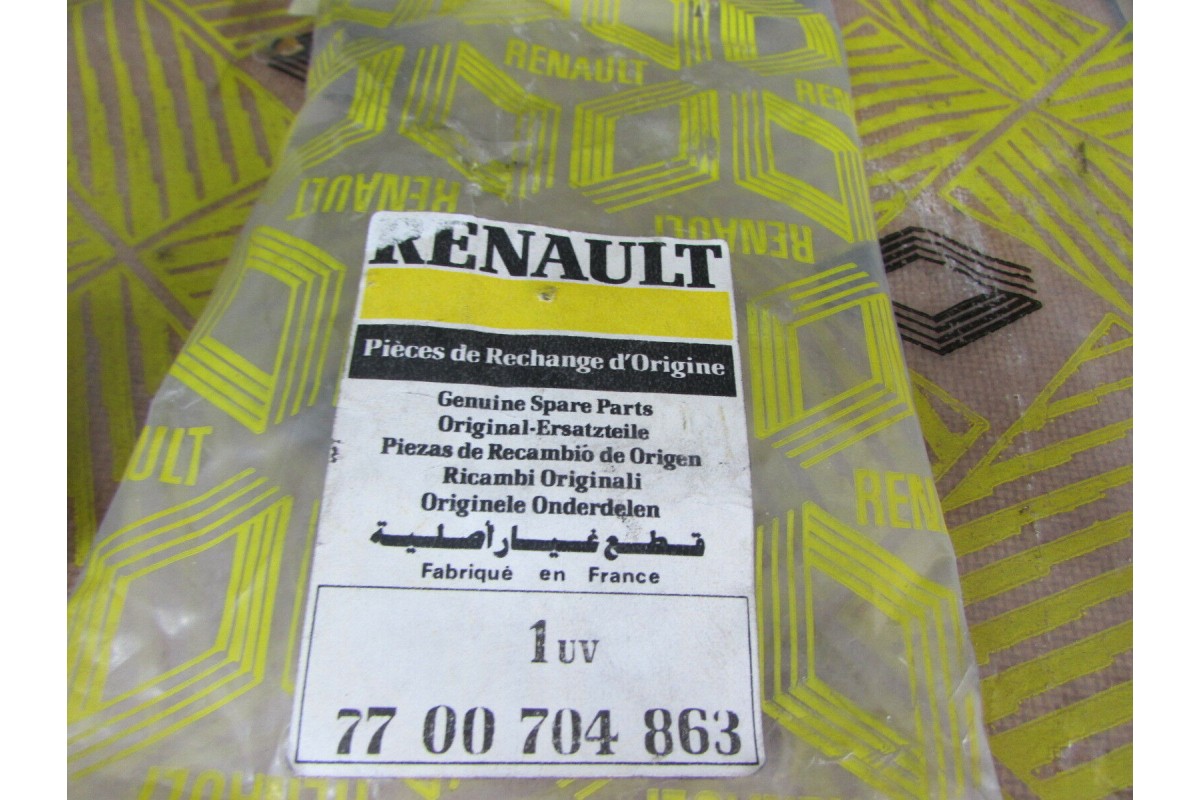 RENAULT
REN
RENAULT
RENAULT
RENAULT
Pièces de Rechange d'Origine
Genuine Spare Parts
Original-Ersatzteile
Piezas de Recambio de Origen
Ricambi Originali
Originele Onderdelen
قطع غيار أصلية
Fabriqué en France
ULT
REN
1 UV
77 00 704 863